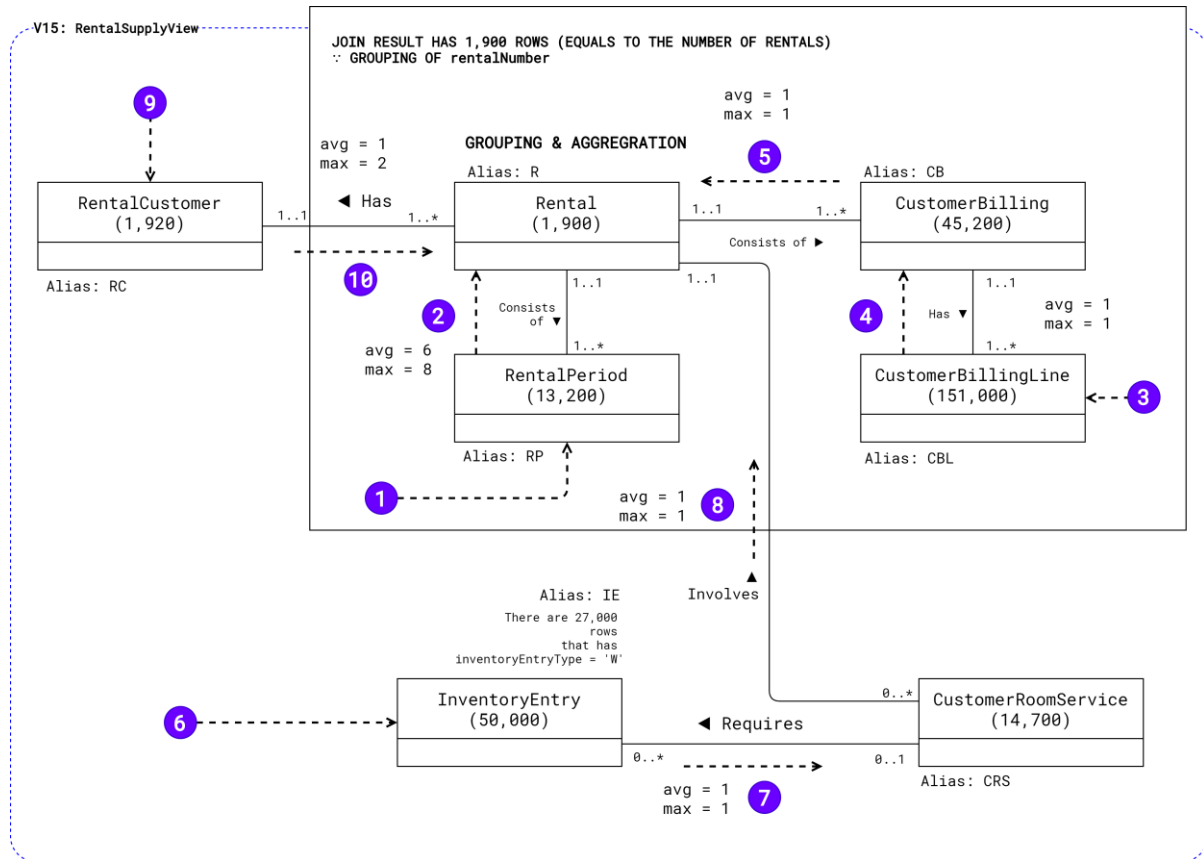 V15: RentalSupplyView
JOIN RESULT HAS 1,900 ROWS (EQUALS TO THE NUMBER OF RENTALS)
∵ GROUPING OF rentalNumber
9
avg = 1
max = 2
GROUPING & AGGREGRATION
avg = 1
max = 1
5
Alias: R
Alias: CB
RentalCustomer
(1,920)
◀ Has
1..1
1..*
Rental
(1,900)
1..1
1..*
CustomerBilling
(45,200)
Consists of ▶
10
Alias: RC
1..1
1..1
1..1
2
Consists
of ▼
4
Has ▼
avg = 1
max = 1
avg = 6
max = 8
1..*
1..*
RentalPeriod
(13,200)
CustomerBillingLine
(151,000)
3
Alias: RP
Alias: CBL
1
avg = 1
max = 1
8
Alias: IE
Involves ▲
There are 27,000
rows
that has
inventoryEntryType = 'W'
6
InventoryEntry
(50,000)
◀ Requires
0..*
CustomerRoomService
(14,700)
0..*
0..1
Alias: CRS
avg = 1
max = 1
7